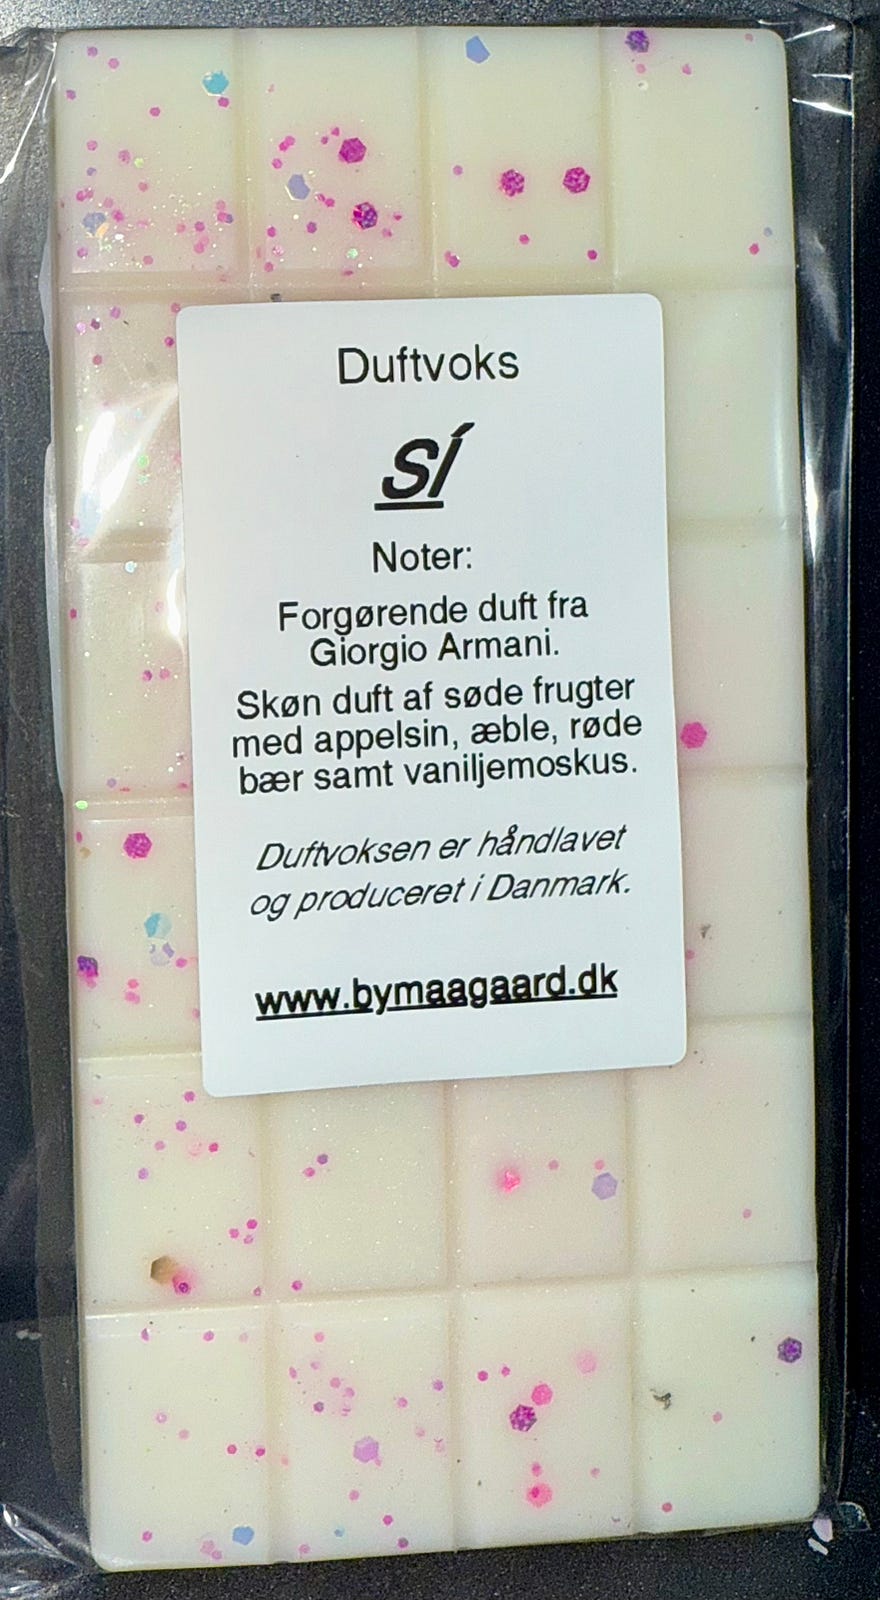 Duftvoks
SÍ
Noter:
Forgørende duft fra
Giorgio Armani.
Skøn duft af søde frugter
med appelsin, æble, røde
bær samt vaniljemoskus.
Duftvoksen er håndlavet
og produceret i Danmark.
www.bymaagaard.dk